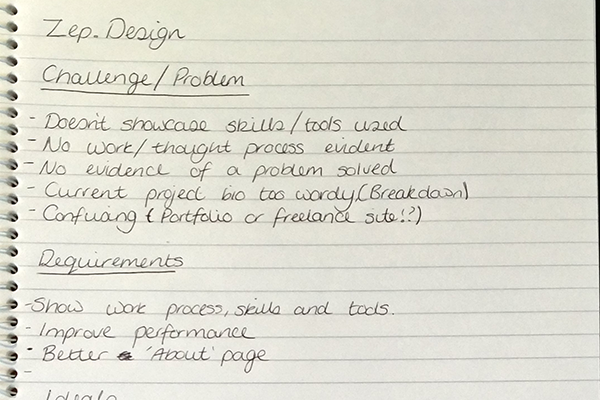 Zep. Design
Challenge/Problem
- Doesn't showcase skills/tools used
- No work/thought process evident
- No evidence of a problem solved
- Current project bio too wordy (Breakdown)
- Confusing (Portfolio or freelance site!?)
Requirements
- Show work process, skills and tools.
- Improve performance
- Better 'About' page
-